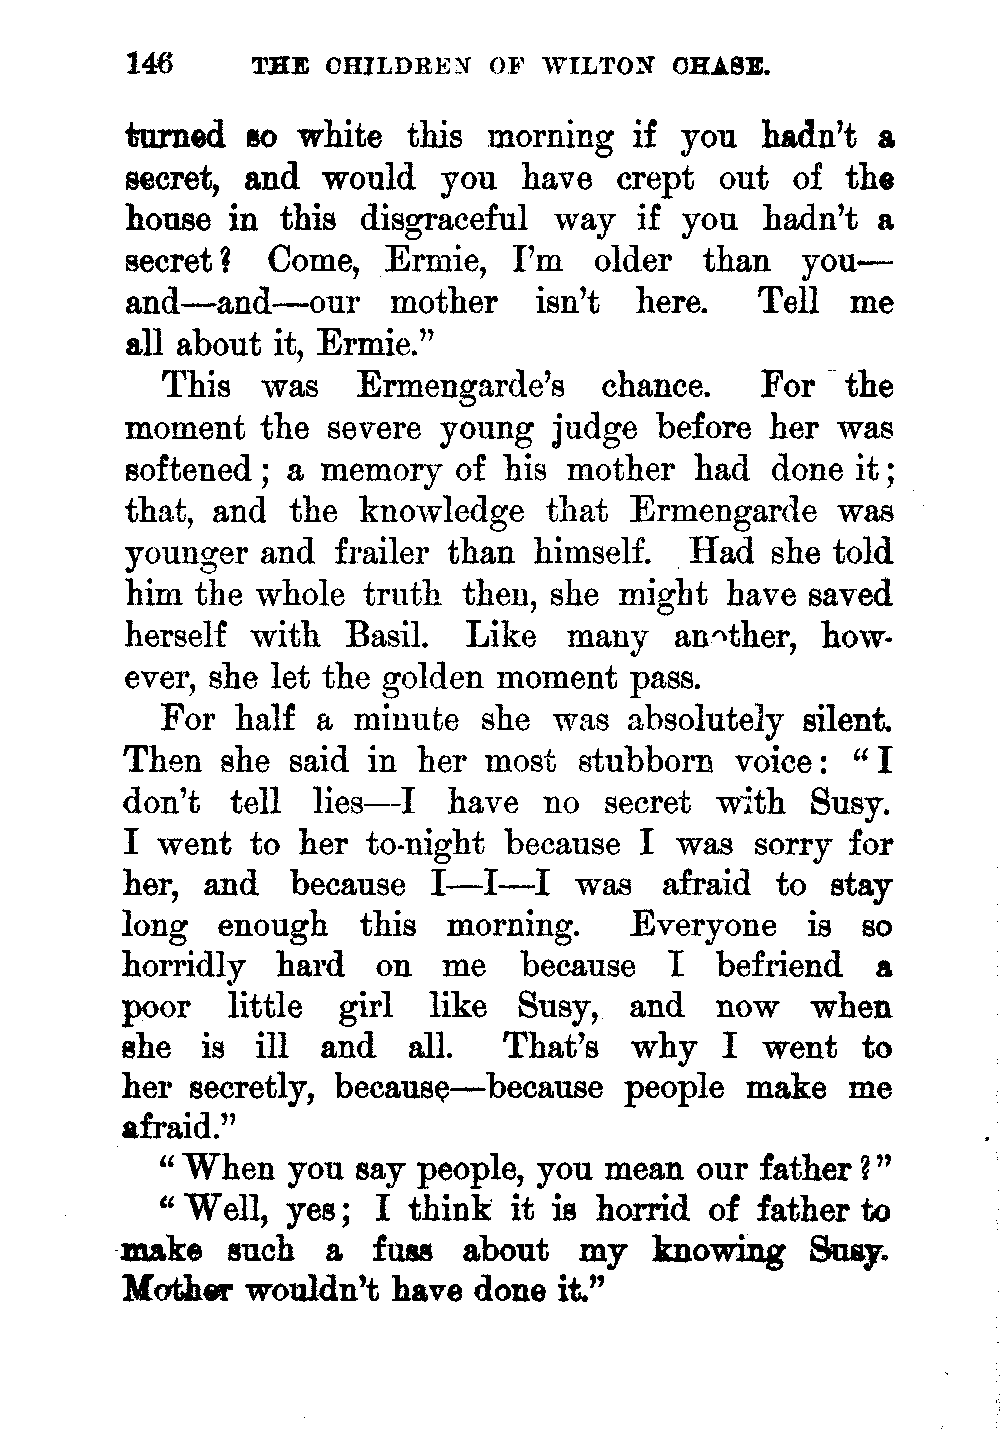 146 THE CHILDREN OF WILTON CHASE.
turned so white this morning if you hadn't a
secret, and would you have crept out of the
house in this disgraceful way if you hadn't a
secret? Come, Ermie, I'm older than you—
and—and—our mother isn't here. Tell me
all about it, Ermie.”
This was Ermengarde's chance. For the
moment the severe young judge before her was
softened; a memory of his mother had done it;
that, and the knowledge that Ermengarde was
younger and frailer than himself. Had she told
him the whole truth then, she might have saved
herself with Basil. Like many another, how-
ever, she let the golden moment pass.
For half a minute she was absolutely silent.
Then she said in her most stubborn voice: “I
don't tell lies—I have no secret with Susy.
I went to her to-night because I was sorry for
her, and because I—I—I was afraid to stay
long enough this morning. Everyone is so
horridly hard on me because I befriend a
poor little girl like Susy, and now when
she is ill and all. That's why I went to
her secretly, because—because people make me
afraid.”
“When you say people, you mean our father?”
“Well, yes; I think it is horrid of father to
make such a fuss about my knowing Susy.
Mother wouldn't have done it.”